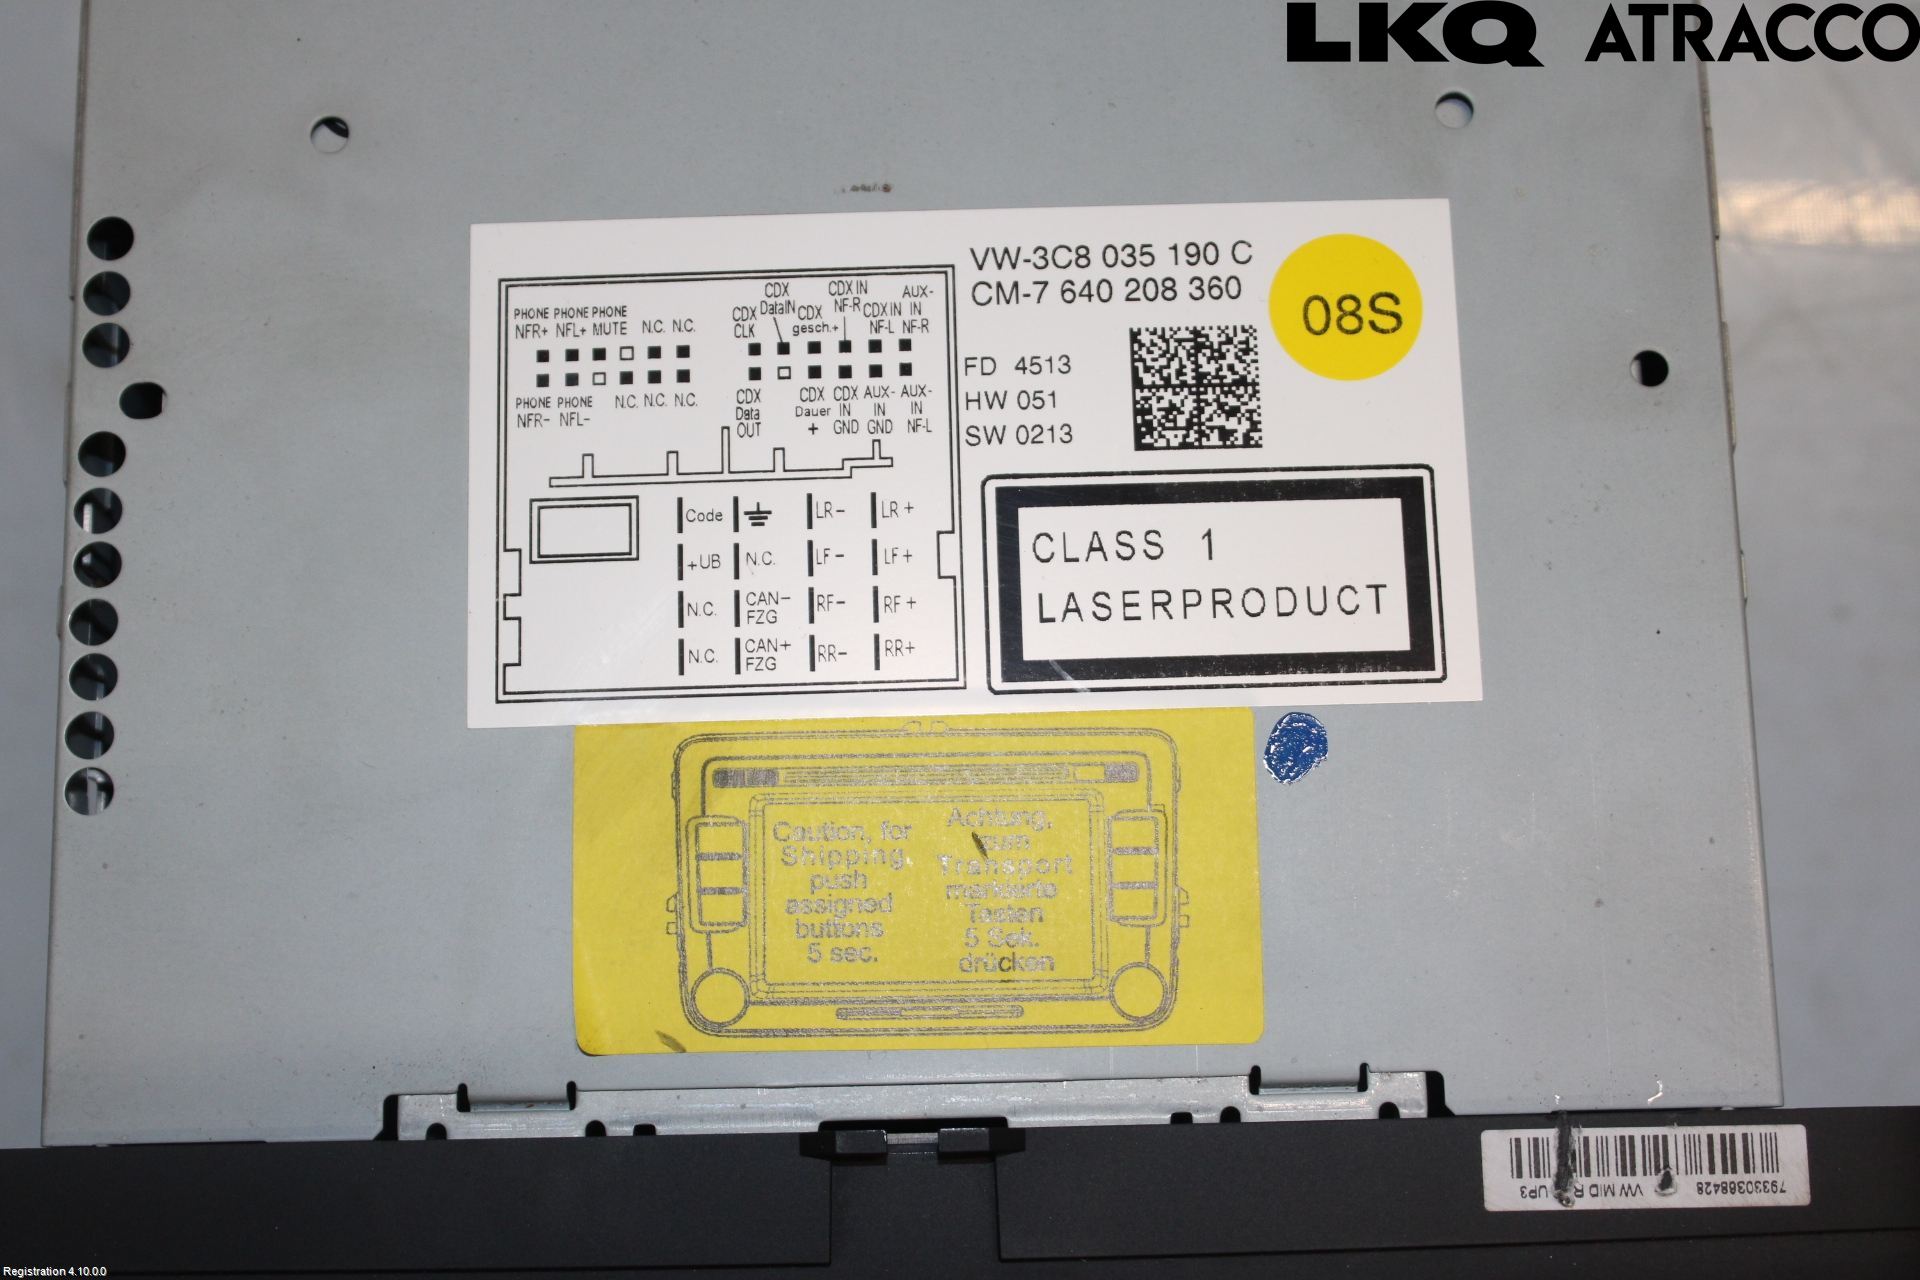 LKQ ATRACCO
VW-3C8 035 190 C
CM-7 640 208 360
08S
FD 4513
HW 051
SW 0213
CDX IN AUX-
CDX
PHONE PHONE PHONE
CDX DataIN CDX NF-R CDX IN IN
NFR+ NFL+ MUTE N.C. N.C.
CLK gesch.+ NF-L NF-R
PHONE PHONE N.C. N.C. N.C.
NFR- NFL-
CDX CDX CDX AUX- AUX-
Data Dauer IN IN IN
OUT + GND GND NF-L
Code LR- LR+
+UB N.C. LF- LF+
N.C. CAN- FZG RF- RF+
N.C. CAN+ FZG RR- RR+
CLASS 1
LASERPRODUCT
Caution, for
Shipping
push
assigned
buttons
5 sec.
Achtung,
zum
Transport
markierte
Tasten
5 Sek.
drücken
79330368428 VW MID UP3
Registration 4.10.0.0